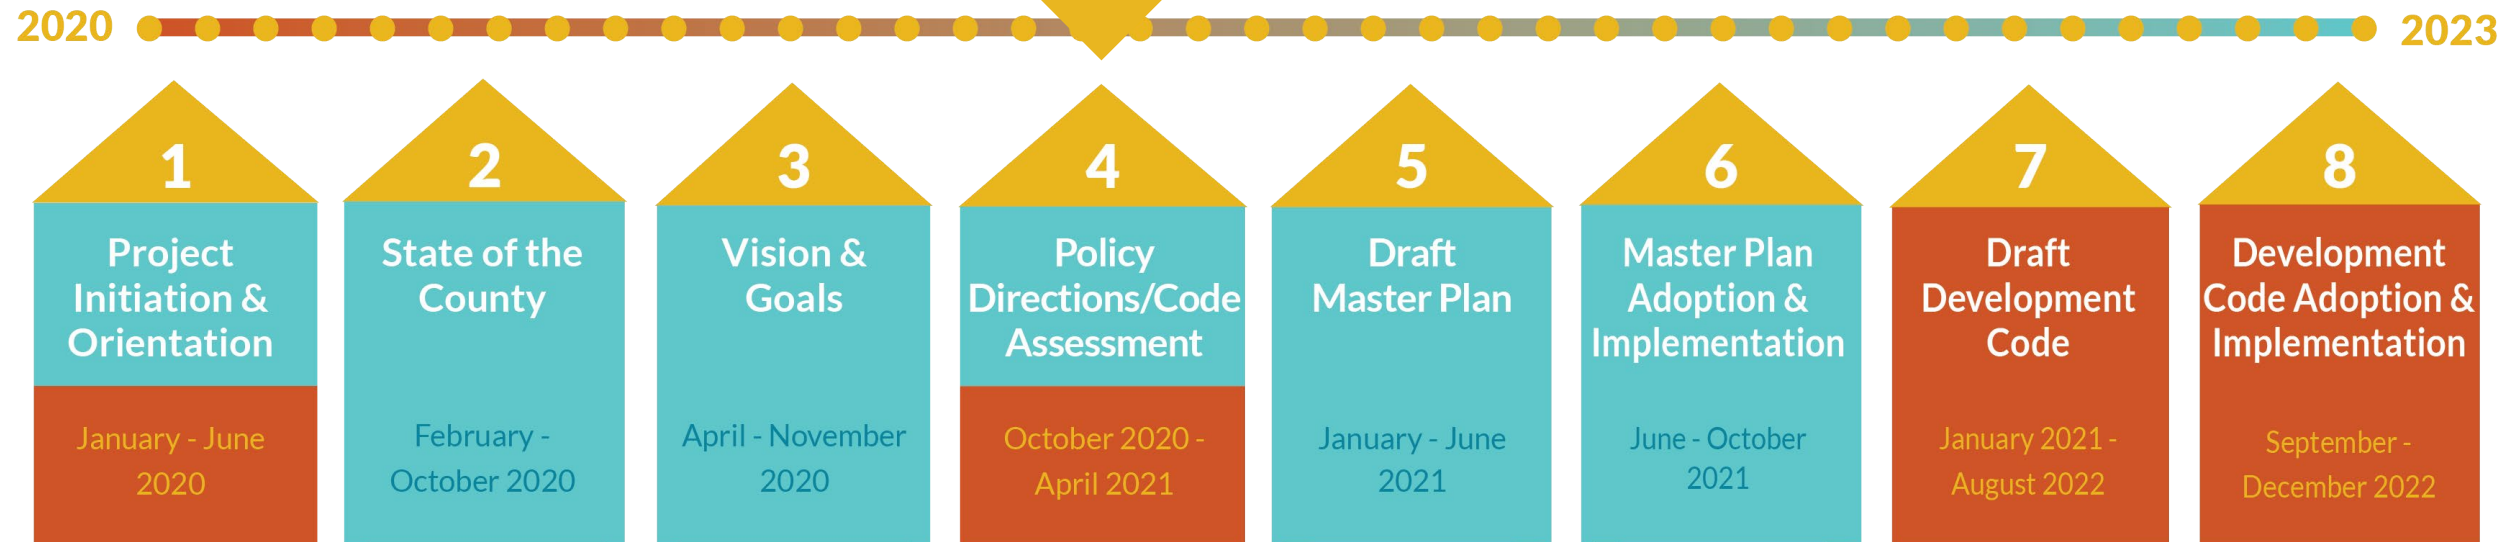 2020
2023
1
Project
Initiation &
Orientation
January - June
2020
2
State of the
County
February -
October 2020
3
Vision &
Goals
April - November
2020
4
Policy
Directions/Code
Assessment
October 2020 -
April 2021
5
Draft
Master Plan
January - June
2021
6
Master Plan
Adoption &
Implementation
June - October
2021
7
Draft
Development
Code
January 2021 -
August 2022
8
Development
Code Adoption &
Implementation
September -
December 2022